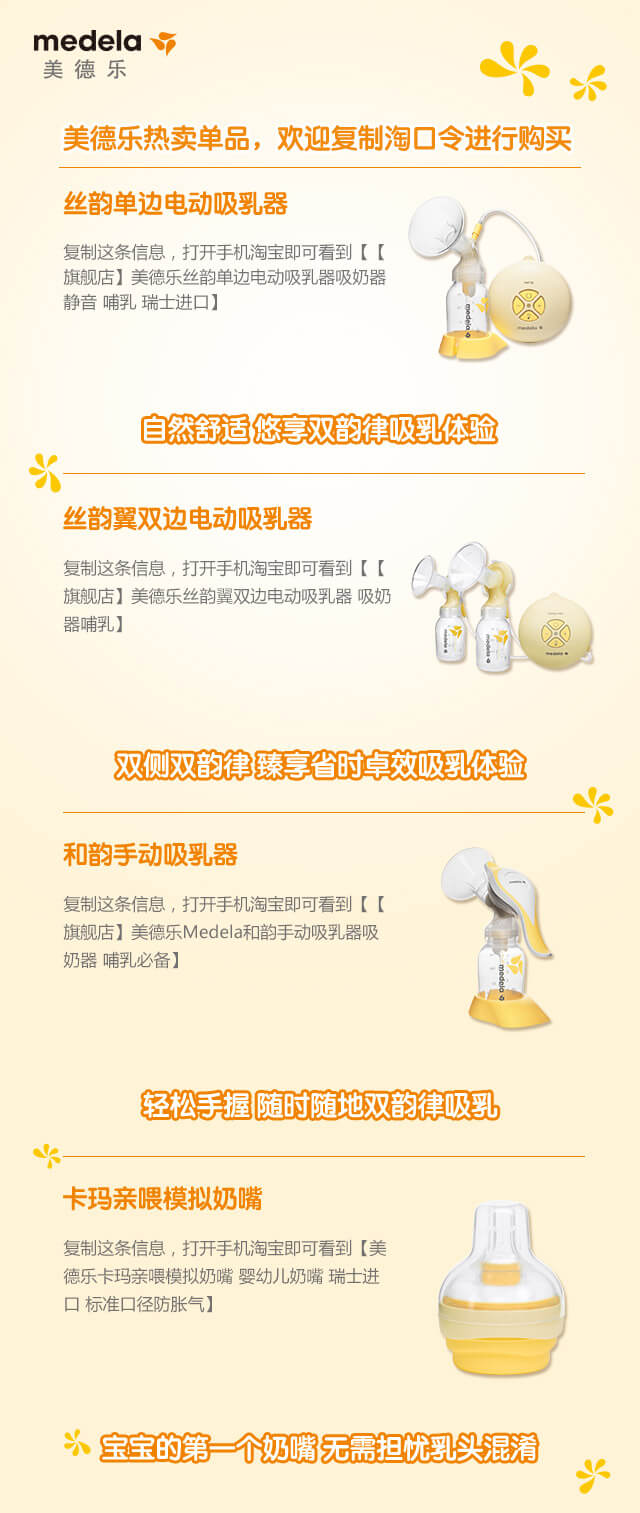 medela
美德乐
美德乐热卖单品，欢迎复制淘口令进行购买
丝韵单边电动吸乳器
复制这条信息，打开手机淘宝即可看到【【
旗舰店】美德乐丝韵单边电动吸乳器吸奶器
静音 哺乳 瑞士进口】
medela
medela
自然舒适 悠享双韵律吸乳体验
丝韵翼双边电动吸乳器
复制这条信息，打开手机淘宝即可看到【【
旗舰店】美德乐丝韵翼双边电动吸乳器 吸奶
器哺乳】
medela
medela
medela
双侧双韵律 臻享省时卓效吸乳体验
和韵手动吸乳器
复制这条信息，打开手机淘宝即可看到【【
旗舰店】美德乐Medela和韵手动吸乳器吸
奶器 哺乳必备】
medela
轻松手握 随时随地双韵律吸乳
卡玛亲喂模拟奶嘴
复制这条信息，打开手机淘宝即可看到【美
德乐卡玛亲喂模拟奶嘴 婴幼儿奶嘴 瑞士进
口 标准口径防胀气】
宝宝的第一个奶嘴 无需担忧乳头混淆